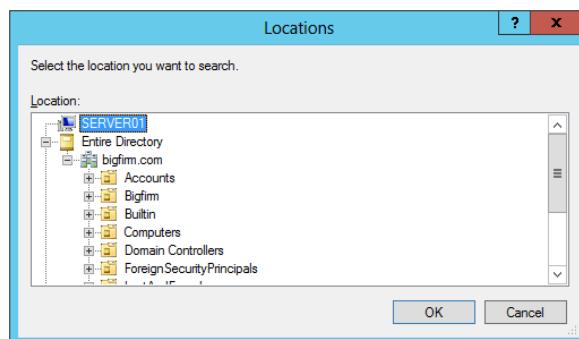 Locations
?
x
Select the location you want to search.
Location:
SERVER01
Entire Directory
bigfirm.com
Accounts
Bigfirm
Builtin
Computers
Domain Controllers
ForeignSecurityPrincipals
OK Cancel